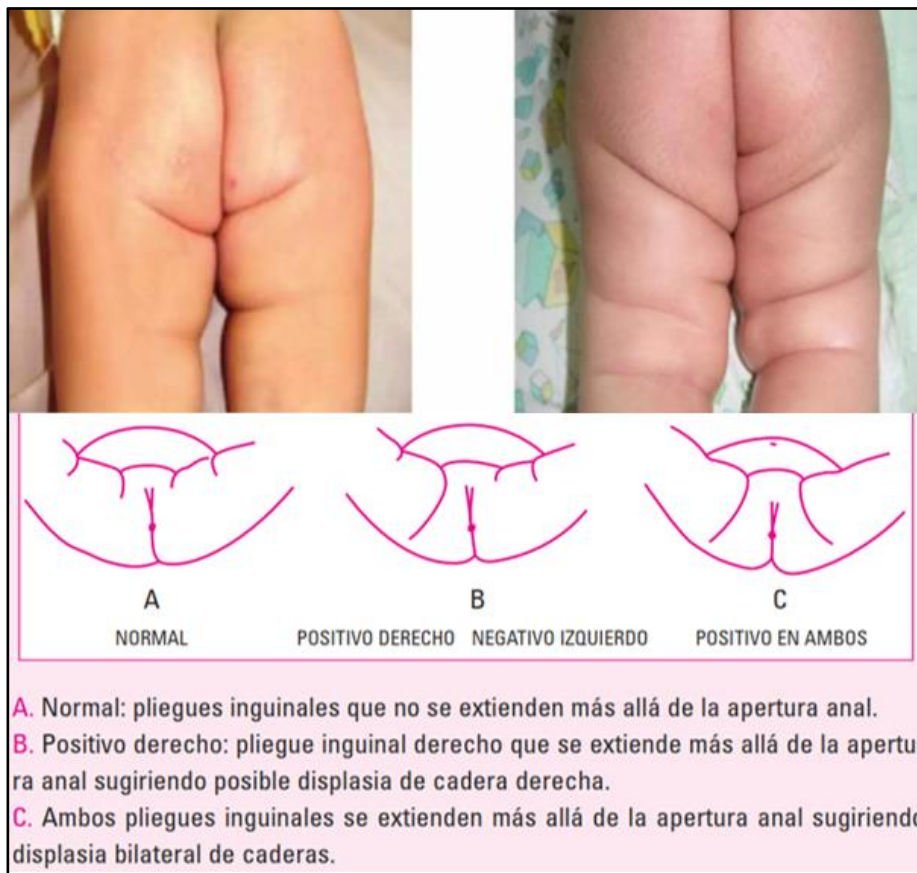 A B C
NORMAL POSITIVO DERECHO NEGATIVO IZQUIERDO POSITIVO EN AMBOS
A. Normal: pliegues inguinales que no se extienden más allá de la apertura anal.
B. Positivo derecho: pliegue inguinal derecho que se extiende más allá de la apertu
ra anal sugiriendo posible displasia de cadera derecha.
C. Ambos pliegues inguinales se extienden más allá de la apertura anal sugiriendo
displasia bilateral de caderas.